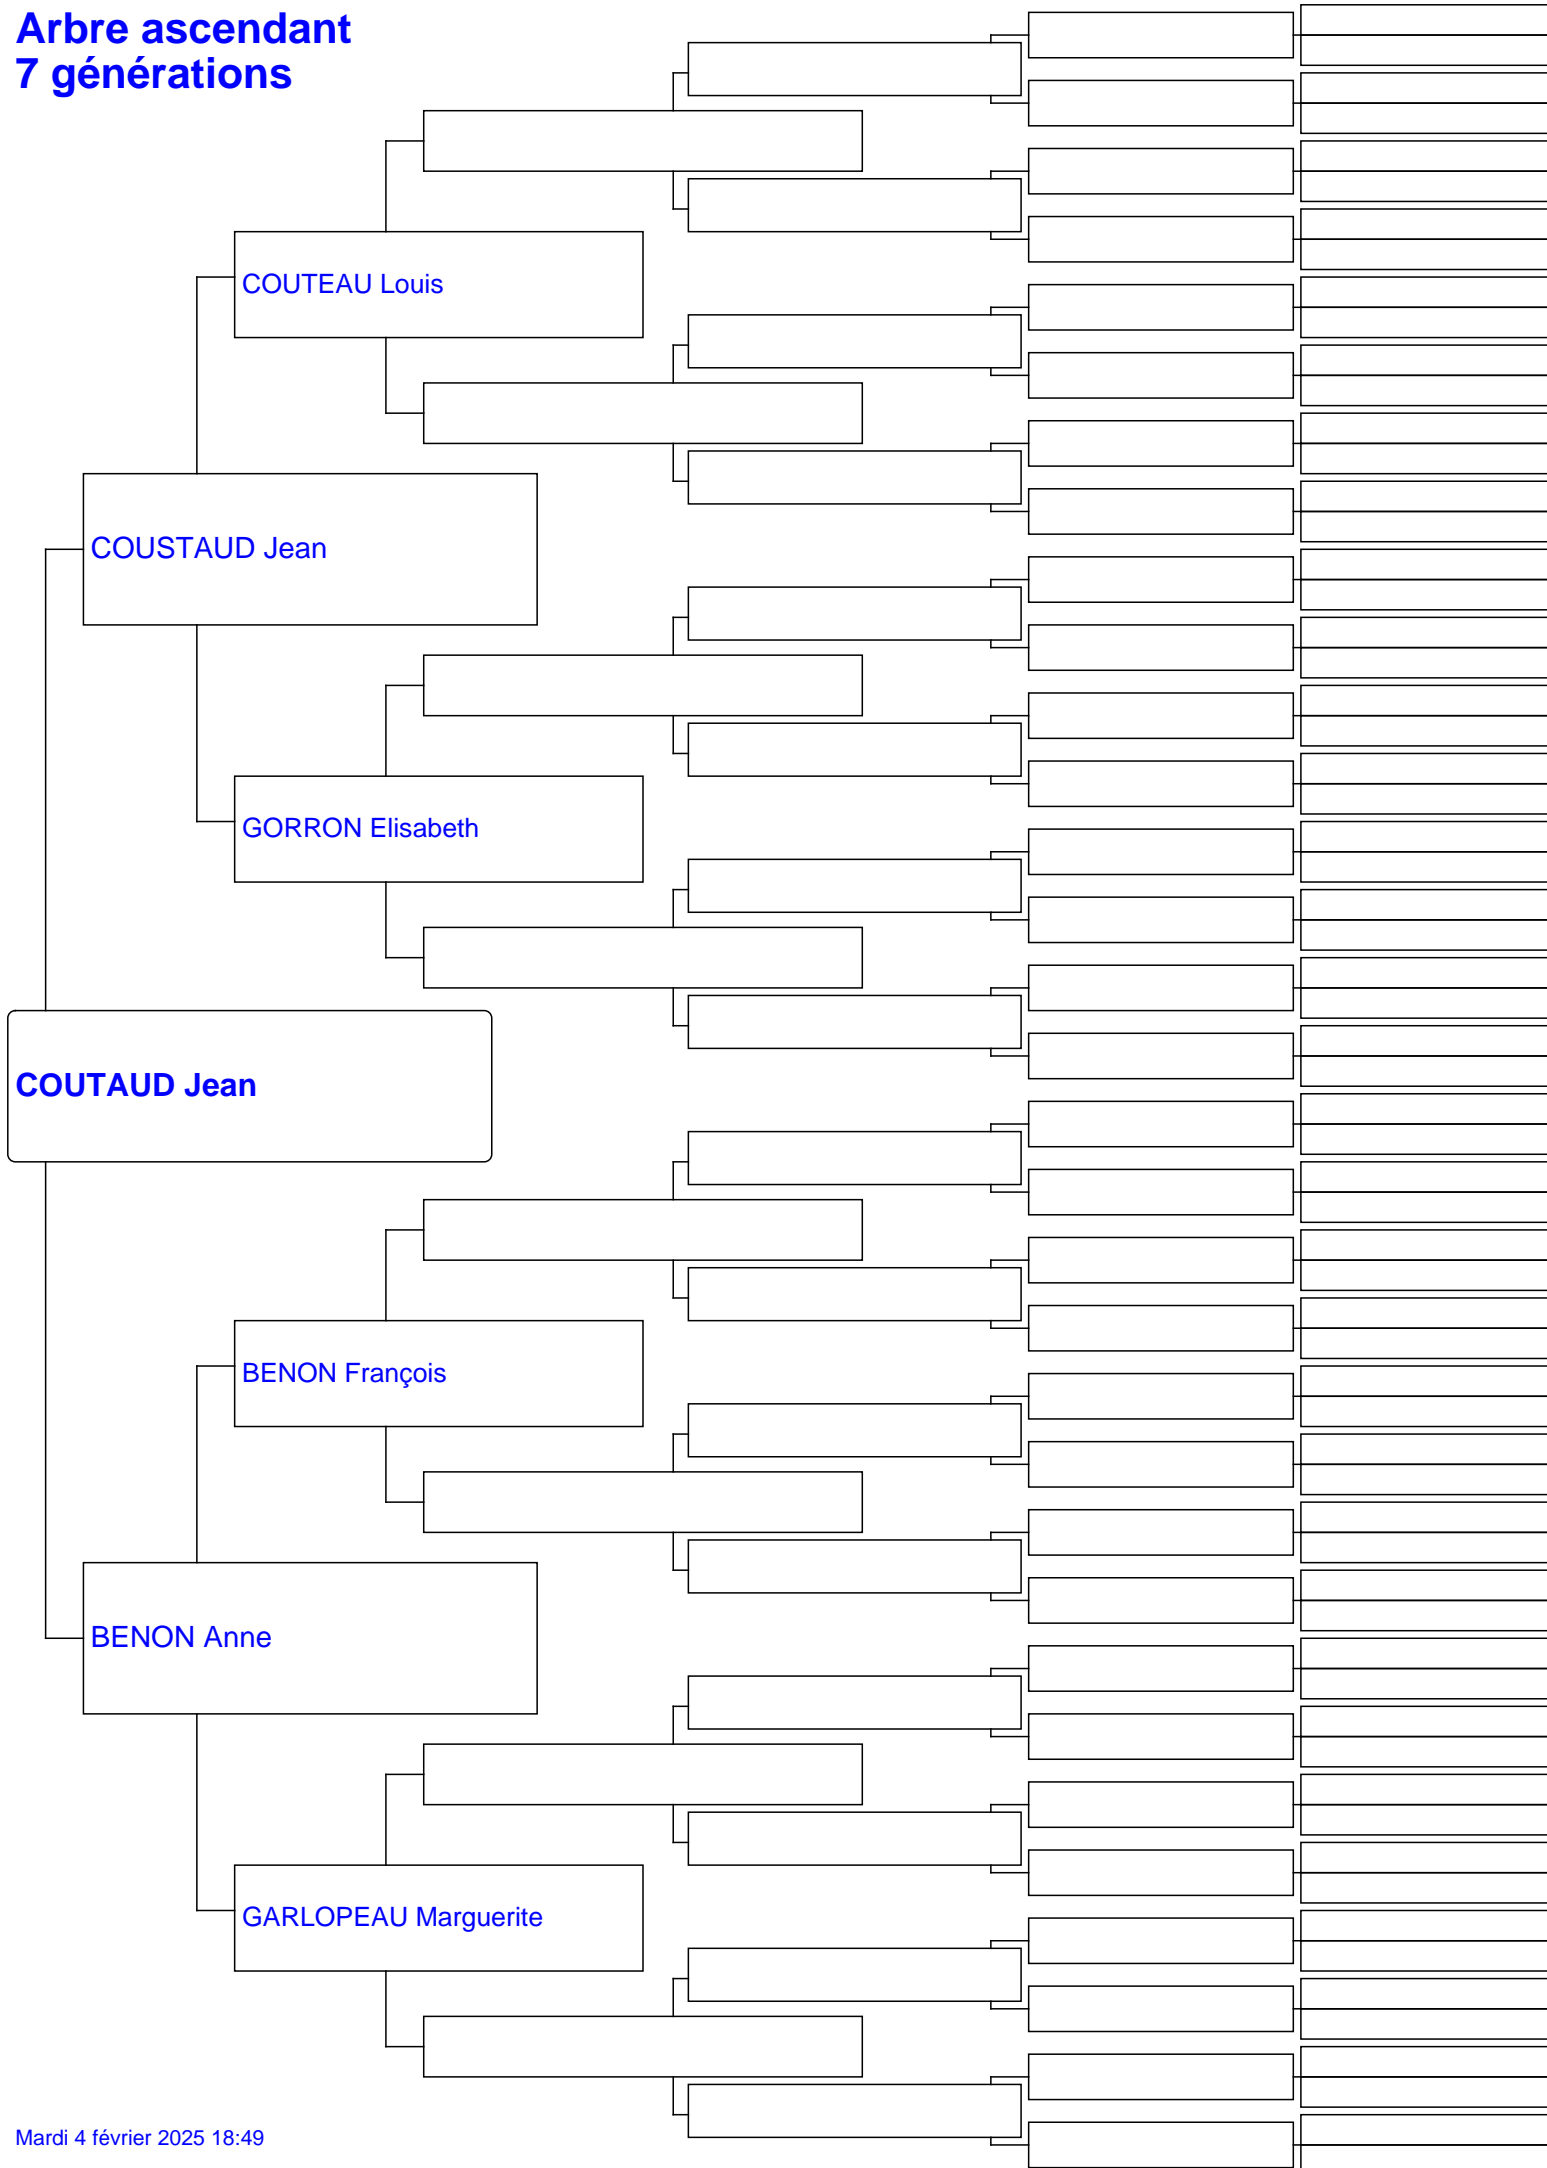 Arbre ascendant
7 générations
COUTEAU Louis
COUSTAUD Jean
GORRON Elisabeth
COUTAUD Jean
BENON François
BENON Anne
GARLOPEAU Marguerite
Mardi 4 février 2025 18:49